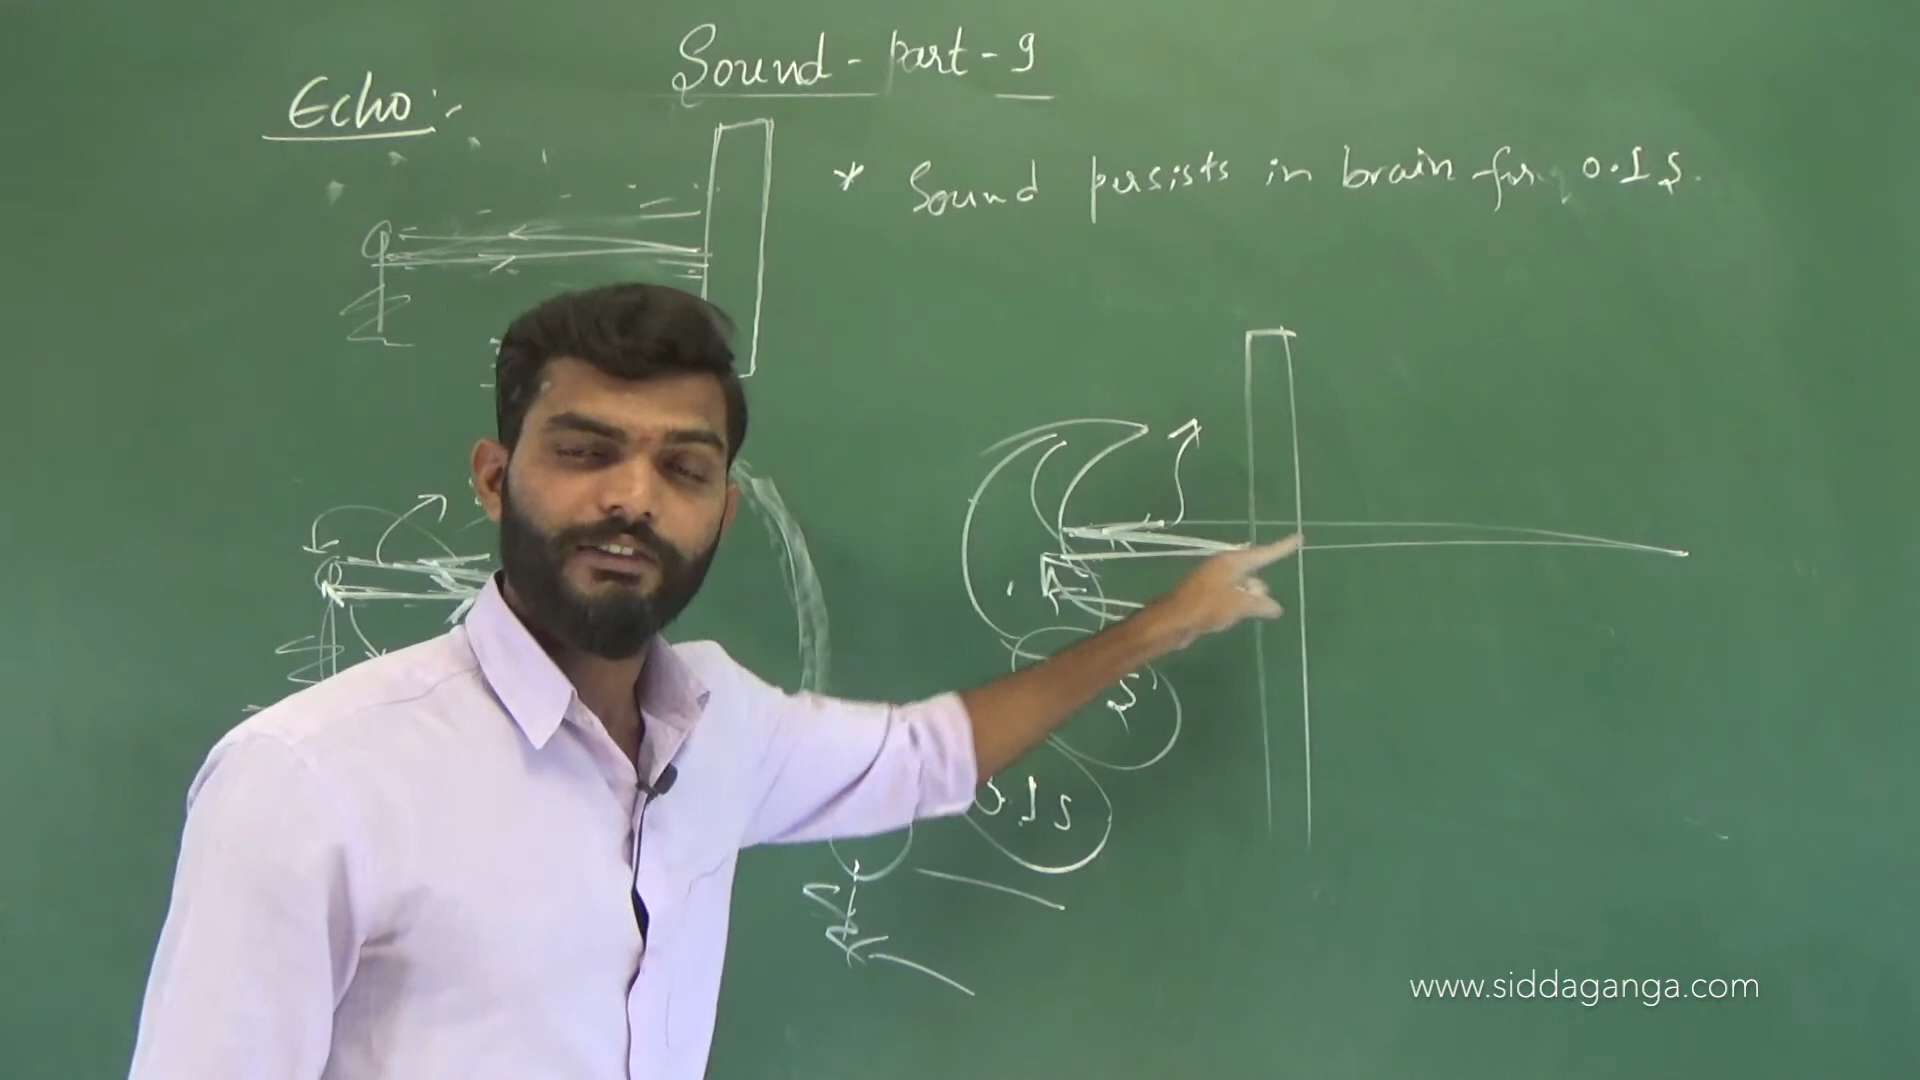 Sound - part - 9
Echo :-
* Sound persists in brain for 0.1 s.
s
0.1 s
www.siddaganga.com